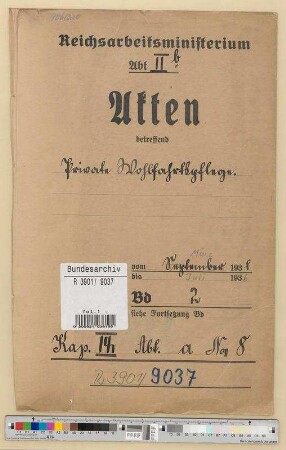 Reichsarbeitsministerium
Abt II b
Akten
betreffend
Private Wohlfahrtspflege.
vom September 193
bis 193
Bundesarchiv
R 3901/ 9037
Bd 2
siehe Fortsetzung Bd
Kap. Abt. a No 8
R 3901/ 9037